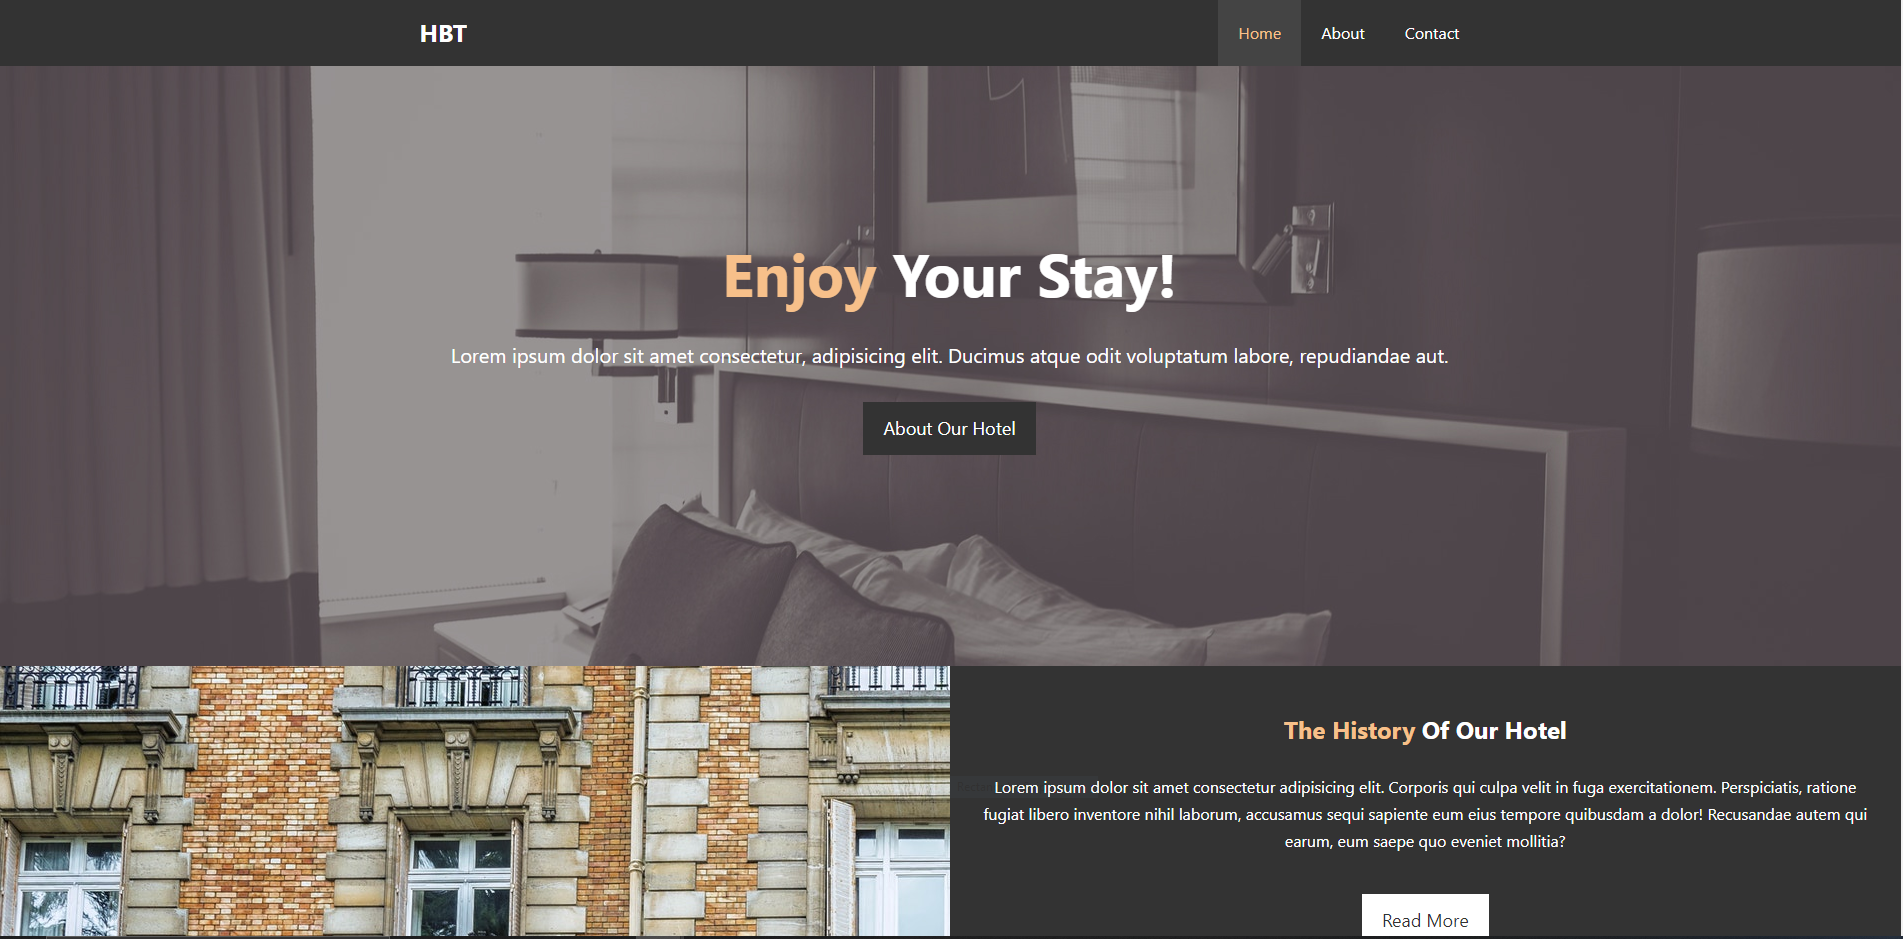 HBT
Home About Contact
Enjoy Your Stay!
Lorem ipsum dolor sit amet consectetur, adipisicing elit. Ducimus atque odit voluptatum labore, repudiandae aut.
About Our Hotel
The History Of Our Hotel
Lorem ipsum dolor sit amet consectetur adipisicing elit. Corporis qui culpa velit in fuga exercitationem. Perspiciatis, ratione
fugiat libero inventore nihil laborum, accusamus sequi sapiente eum eius tempore quibusdam a dolor! Recusandae autem qui
earum, eum saepe quo eveniet mollitia?
Read More